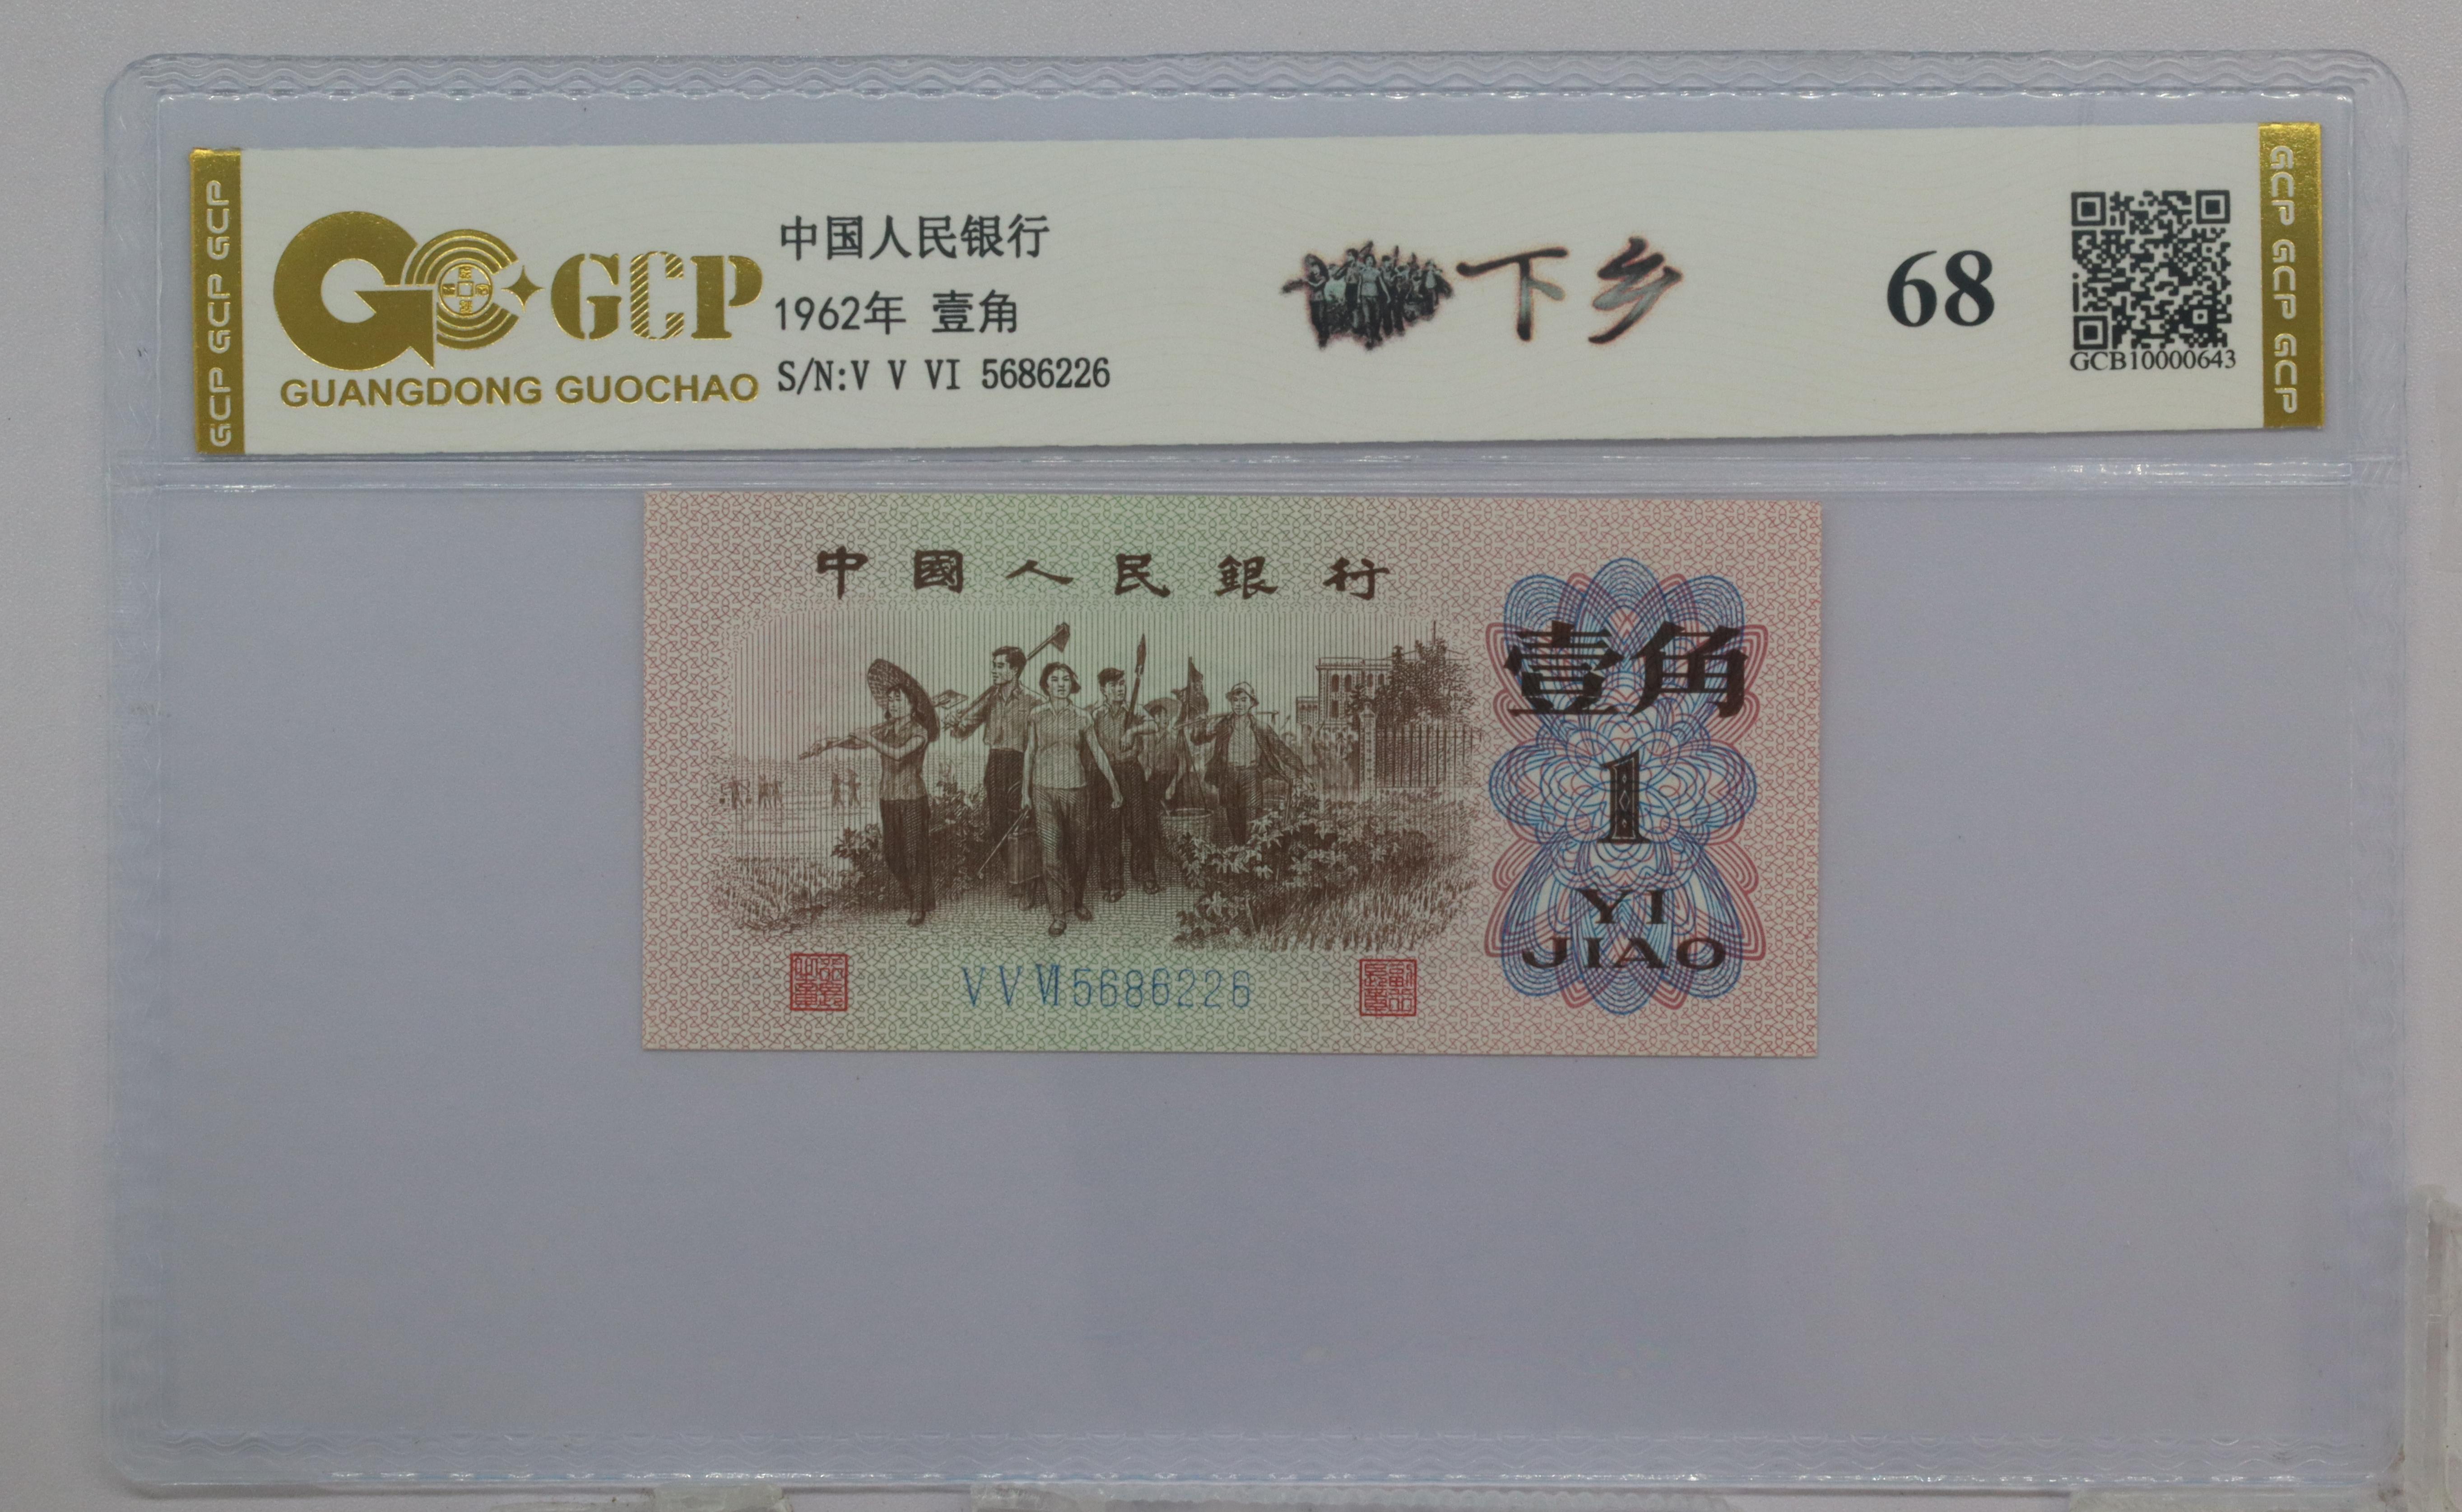 GCP GCP GCP
GCP
GUANGDONG GUOCHAO
中国人民银行
1962年 壹角
S/N:V V VI 5686226
下乡
68
GCB10000643
GCP GCP GCP
中國人民銀行
壹角
1
YI
JIAO
V V VI 5686226